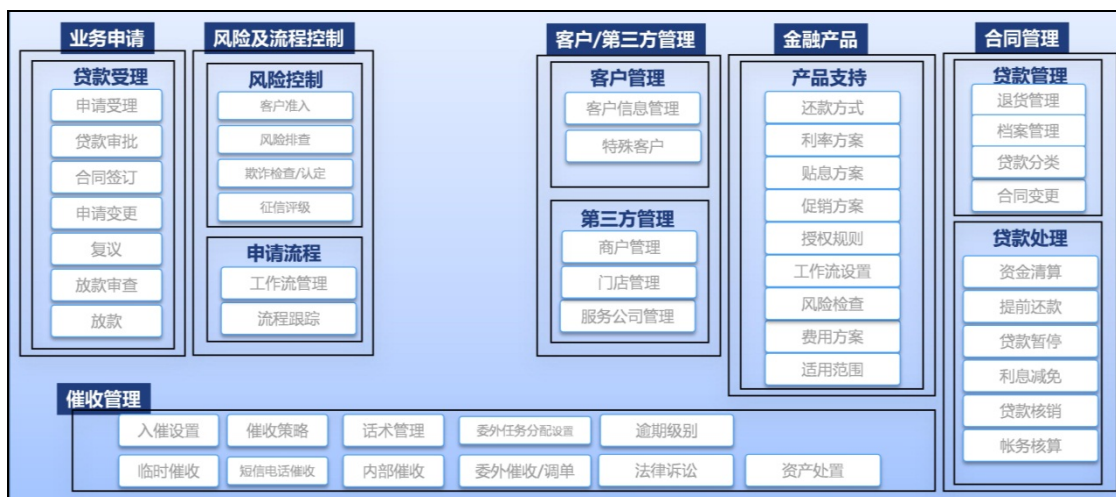 业务申请
贷款受理
申请受理
贷款审批
合同签订
申请变更
复议
放款审查
放款
风险及流程控制
风险控制
客户准入
风险排查
欺诈检查/认定
征信评级
申请流程
工作流管理
流程跟踪
客户/第三方管理
客户管理
客户信息管理
特殊客户
第三方管理
商户管理
门店管理
服务公司管理
金融产品
产品支持
还款方式
利率方案
贴息方案
促销方案
授权规则
工作流设置
风险检查
费用方案
适用范围
合同管理
贷款管理
退货管理
档案管理
贷款分类
合同变更
贷款处理
资金清算
提前还款
贷款暂停
利息减免
贷款核销
帐务核算
催收管理
入催设置
催收策略
话术管理
委外任务分配设置
逾期级别
临时催收
短信电话催收
内部催收
委外催收/调单
法律诉讼
资产处置